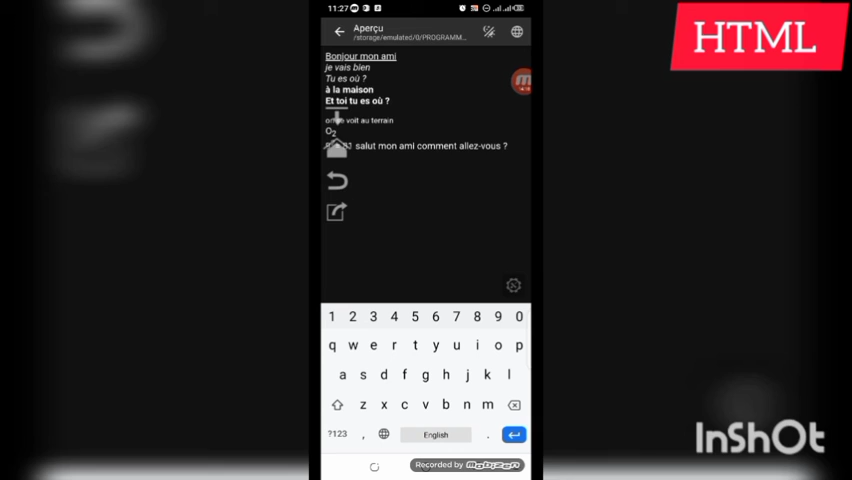 11:27
HTML
Aperçu
/storage/emulated/0/PROGRAMM...
Bonjour mon ami
je vais bien
Tu es où ?
à la maison
Et toi tu es où ?
voit au terrain
O2
salut mon ami comment allez-vous ?
1 2 3 4 5 6 7 8 9 0
q w e r t y u i o p
a s d f g h j k l
z x c v b n m
?123 , English .
Recorded by mobizen
InShOt